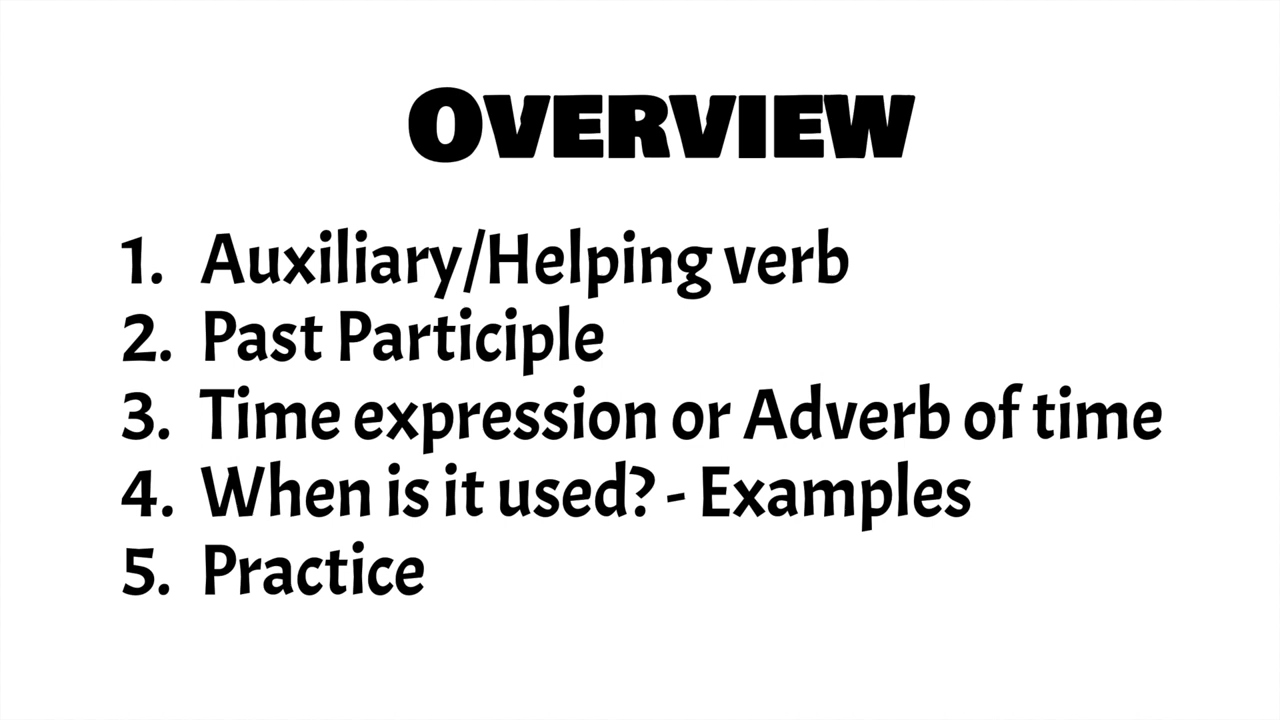 OVERVIEW
1. Auxiliary/Helping verb
2. Past Participle
3. Time expression or Adverb of time
4. When is it used? - Examples
5. Practice